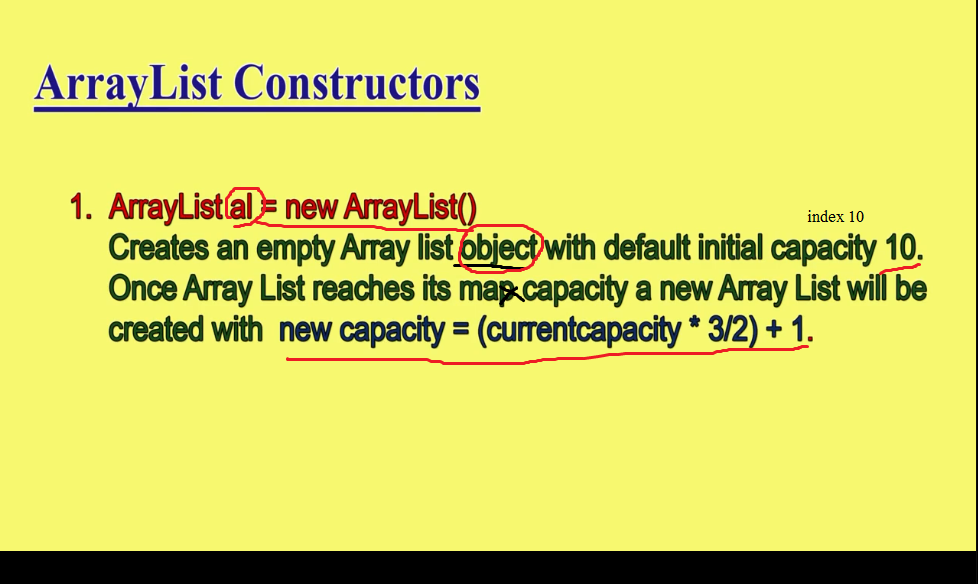 ArrayList Constructors
1. ArrayList al = new ArrayList()
index 10
Creates an empty Array list object with default initial capacity 10.
Once Array List reaches its map x capacity a new Array List will be
created with new capacity = (currentcapacity * 3/2) + 1.